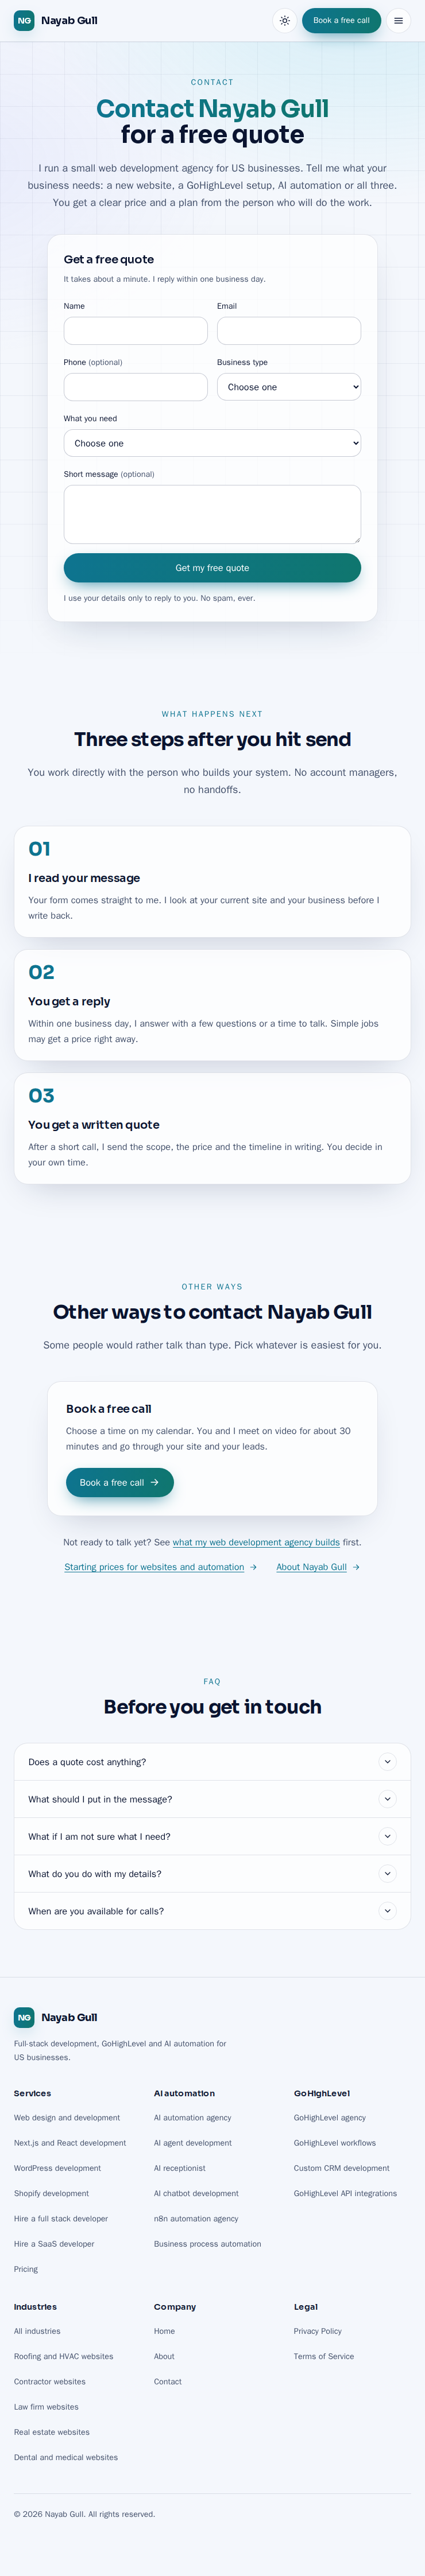 NG Nayab Gull
Book a free call
CONTACT
Contact Nayab Gull
for a free quote
I run a small web development agency for US businesses. Tell me what your
business needs: a new website, a GoHighLevel setup, AI automation or all three.
You get a clear price and a plan from the person who will do the work.
Get a free quote
It takes about a minute. I reply within one business day.
Name
Email
Phone (optional)
Business type
Choose one
What you need
Choose one
Short message (optional)
Get my free quote
I use your details only to reply to you. No spam, ever.
WHAT HAPPENS NEXT
Three steps after you hit send
You work directly with the person who builds your system. No account managers,
no handoffs.
01
I read your message
Your form comes straight to me. I look at your current site and your business before I
write back.
02
You get a reply
Within one business day, I answer with a few questions or a time to talk. Simple jobs
may get a price right away.
03
You get a written quote
After a short call, I send the scope, the price and the timeline in writing. You decide in
your own time.
OTHER WAYS
Other ways to contact Nayab Gull
Some people would rather talk than type. Pick whatever is easiest for you.
Book a free call
Choose a time on my calendar. You and I meet on video for about 30
minutes and go through your site and your leads.
Book a free call →
Not ready to talk yet? See what my web development agency builds first.
Starting prices for websites and automation → About Nayab Gull →
FAQ
Before you get in touch
Does a quote cost anything?
What should I put in the message?
What if I am not sure what I need?
What do you do with my details?
When are you available for calls?
NG Nayab Gull
Full-stack development, GoHighLevel and AI automation for
US businesses.
Services
Web design and development
Next.js and React development
WordPress development
Shopify development
Hire a full stack developer
Hire a SaaS developer
Pricing
AI automation
AI automation agency
AI agent development
AI receptionist
AI chatbot development
n8n automation agency
Business process automation
GoHighLevel
GoHighLevel agency
GoHighLevel workflows
Custom CRM development
GoHighLevel API integrations
Industries
All industries
Roofing and HVAC websites
Contractor websites
Law firm websites
Real estate websites
Dental and medical websites
Company
Home
About
Contact
Legal
Privacy Policy
Terms of Service
© 2026 Nayab Gull. All rights reserved.